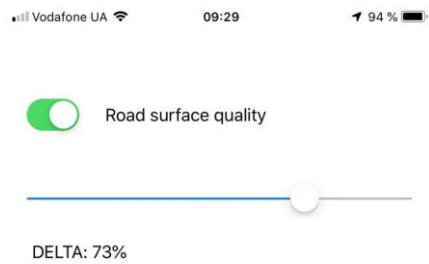 Vodafone UA
09:29
94 %
Road surface quality
DELTA: 73%